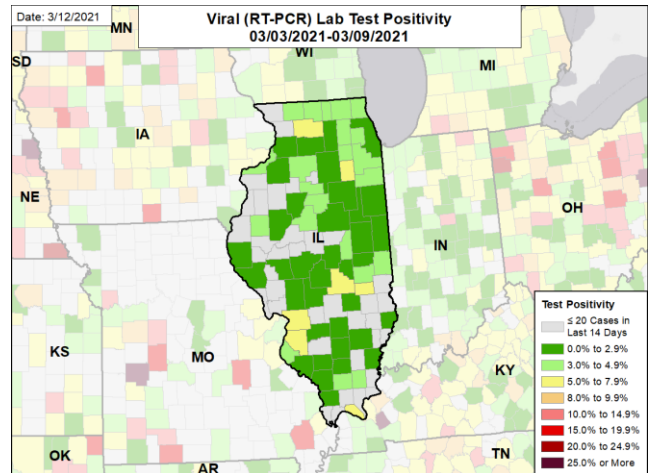 Date: 3/12/2021
Viral (RT-PCR) Lab Test Positivity
03/03/2021-03/09/2021
MN
WI
SD
MI
IA
NE
OH
IL
IN
KS
MO
KY
OK
AR
TN
Test Positivity
≤ 20 Cases in
Last 14 Days
0.0% to 2.9%
3.0% to 4.9%
5.0% to 7.9%
8.0% to 9.9%
10.0% to 14.9%
15.0% to 19.9%
20.0% to 24.9%
25.0% or More